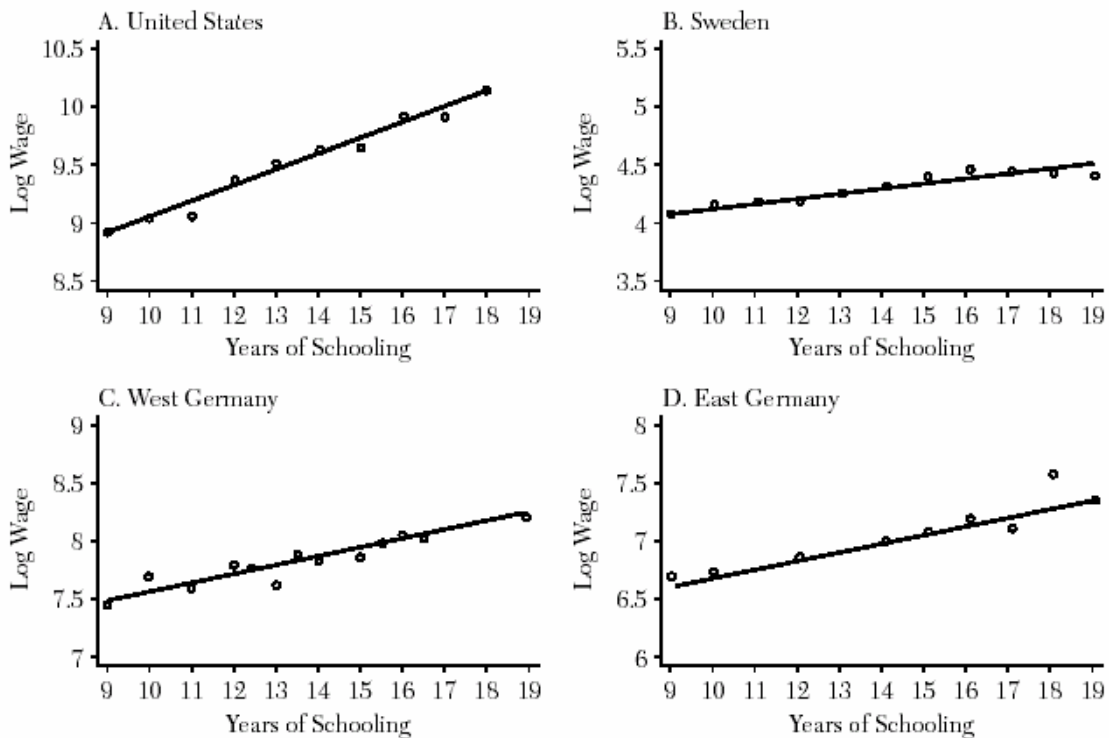 A. United States
10.5
10
9.5
9
8.5
Log Wage
9 10 11 12 13 14 15 16 17 18 19
Years of Schooling
B. Sweden
5.5
5
4.5
4
3.5
Log Wage
9 10 11 12 13 14 15 16 17 18 19
Years of Schooling
C. West Germany
9
8.5
8
7.5
7
Log Wage
9 10 11 12 13 14 15 16 17 18 19
Years of Schooling
D. East Germany
8
7.5
7
6.5
6
Log Wage
9 10 11 12 13 14 15 16 17 18 19
Years of Schooling